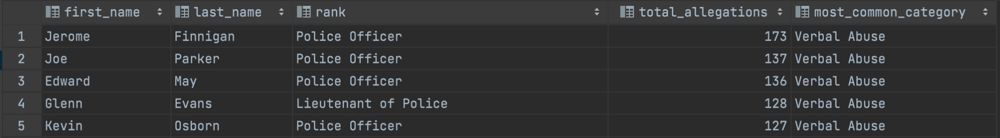 first_name last_name rank total_allegations most_common_category
1 Jerome Finnigan Police Officer 173 Verbal Abuse
2 Joe Parker Police Officer 137 Verbal Abuse
3 Edward May Police Officer 136 Verbal Abuse
4 Glenn Evans Lieutenant of Police 128 Verbal Abuse
5 Kevin Osborn Police Officer 127 Verbal Abuse